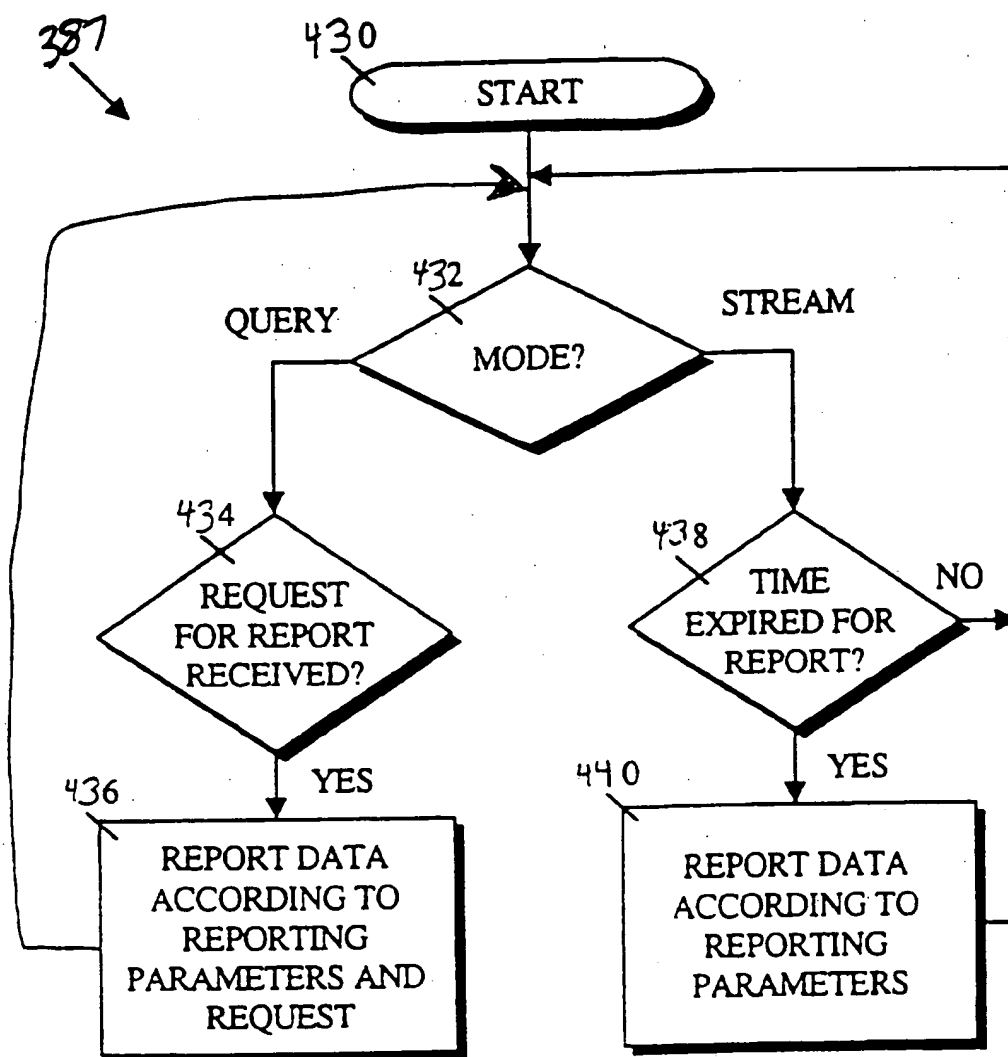 387
430
START
432
QUERY
STREAM
MODE?
434
REQUEST
FOR REPORT
RECEIVED?
438
TIME
EXPIRED FOR
REPORT?
NO
YES
YES
436
REPORT DATA
ACCORDING TO
REPORTING
PARAMETERS AND
REQUEST
440
REPORT DATA
ACCORDING TO
REPORTING
PARAMETERS